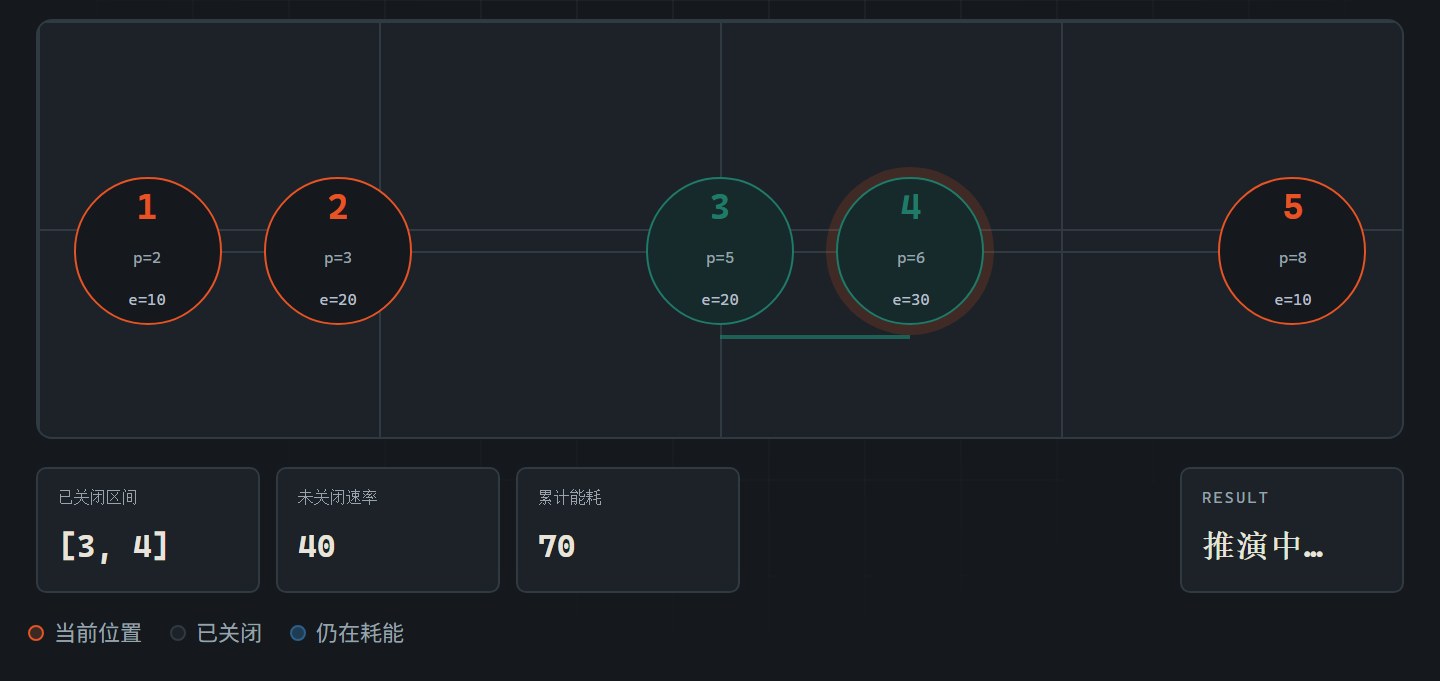 1
p=2
e=10
2
p=3
e=20
3
p=5
e=20
4
p=6
e=30
5
p=8
e=10
已关闭区间
[3, 4]
未关闭速率
40
累计能耗
70
RESULT
推演中…
当前位置
已关闭
仍在耗能